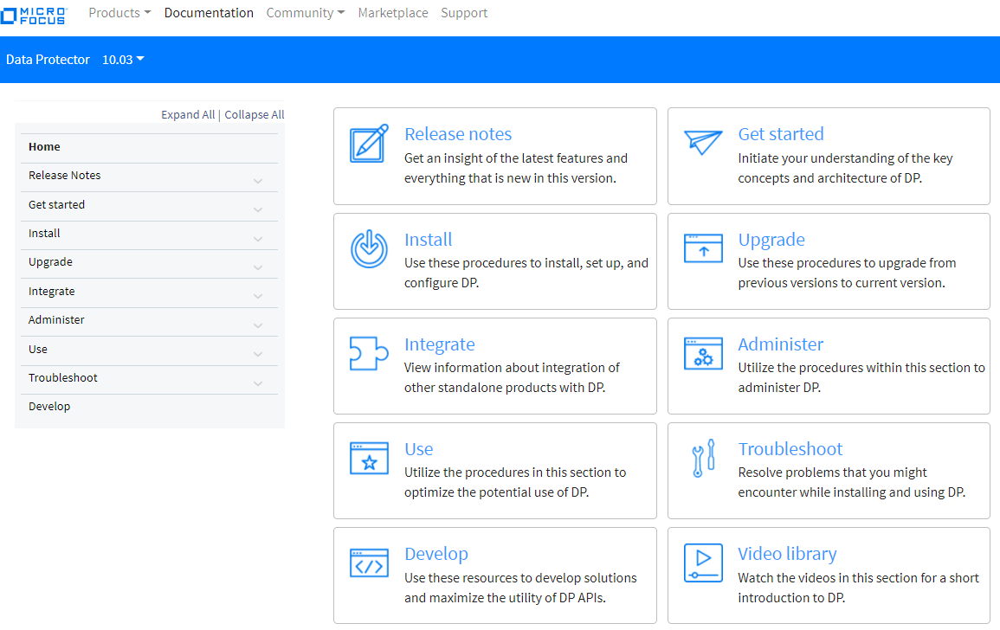 MICRO
FOCUS
Products Documentation Community Marketplace Support
Data Protector 10.03
Expand All | Collapse All
Home
Release Notes
Get started
Install
Upgrade
Integrate
Administer
Use
Troubleshoot
Develop
Release notes
Get an insight of the latest features and
everything that is new in this version.
Get started
Initiate your understanding of the key
concepts and architecture of DP.
Install
Use these procedures to install, set up, and
configure DP.
Upgrade
Use these procedures to upgrade from
previous versions to current version.
Integrate
View information about integration of
other standalone products with DP.
Administer
Utilize the procedures within this section to
administer DP.
Use
Utilize the procedures in this section to
optimize the potential use of DP.
Troubleshoot
Resolve problems that you might
encounter while installing and using DP.
Develop
Use these resources to develop solutions
and maximize the utility of DP APIs.
Video library
Watch the videos in this section for a short
introduction to DP.